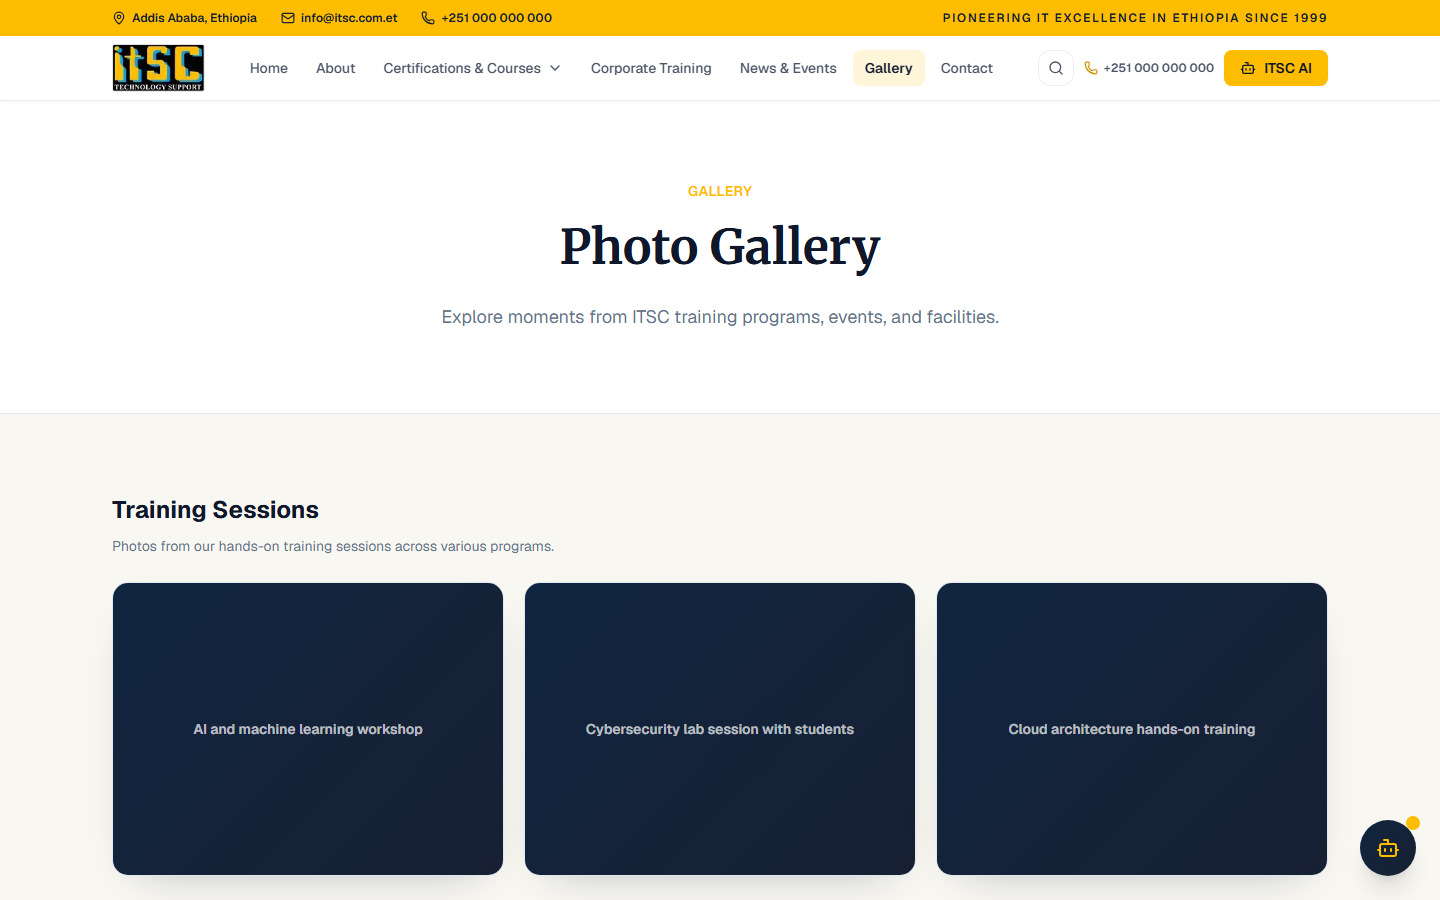 Addis Ababa, Ethiopia
info@itsc.com.et
+251 000 000 000
PIONEERING IT EXCELLENCE IN ETHIOPIA SINCE 1999
itSC
TECHNOLOGY SUPPORT
Home
About
Certifications & Courses
Corporate Training
News & Events
Gallery
Contact
+251 000 000 000
ITSC AI
GALLERY
Photo Gallery
Explore moments from ITSC training programs, events, and facilities.
Training Sessions
Photos from our hands-on training sessions across various programs.
AI and machine learning workshop
Cybersecurity lab session with students
Cloud architecture hands-on training